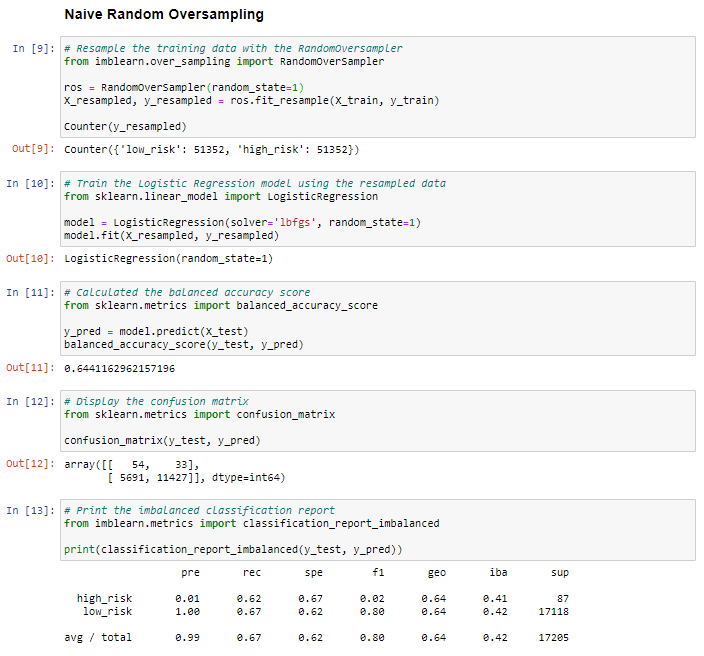 Naive Random Oversampling
In [9]: # Resample the training data with the RandomOversampler
from imblearn.over_sampling import RandomOverSampler
ros = RandomOverSampler(random_state=1)
X_resampled, y_resampled = ros.fit_resample(X_train, y_train)
Counter(y_resampled)
Out[9]: Counter({'low_risk': 51352, 'high_risk': 51352})
In [10]: # Train the Logistic Regression model using the resampled data
from sklearn.linear_model import LogisticRegression
model = LogisticRegression(solver='lbfgs', random_state=1)
model.fit(X_resampled, y_resampled)
Out[10]: LogisticRegression(random_state=1)
In [11]: # Calculated the balanced accuracy score
from sklearn.metrics import balanced_accuracy_score
y_pred = model.predict(X_test)
balanced_accuracy_score(y_test, y_pred)
Out[11]: 0.6441162962157196
In [12]: # Display the confusion matrix
from sklearn.metrics import confusion_matrix
confusion_matrix(y_test, y_pred)
Out[12]: array([[ 54, 33],
[ 5691, 11427]], dtype=int64)
In [13]: # Print the imbalanced classification report
from imblearn.metrics import classification_report_imbalanced
print(classification_report_imbalanced(y_test, y_pred))
pre rec spe f1 geo iba sup
high_risk 0.01 0.62 0.67 0.02 0.64 0.41 87
low_risk 1.00 0.67 0.62 0.80 0.64 0.42 17118
avg / total 0.99 0.67 0.62 0.80 0.64 0.42 17205